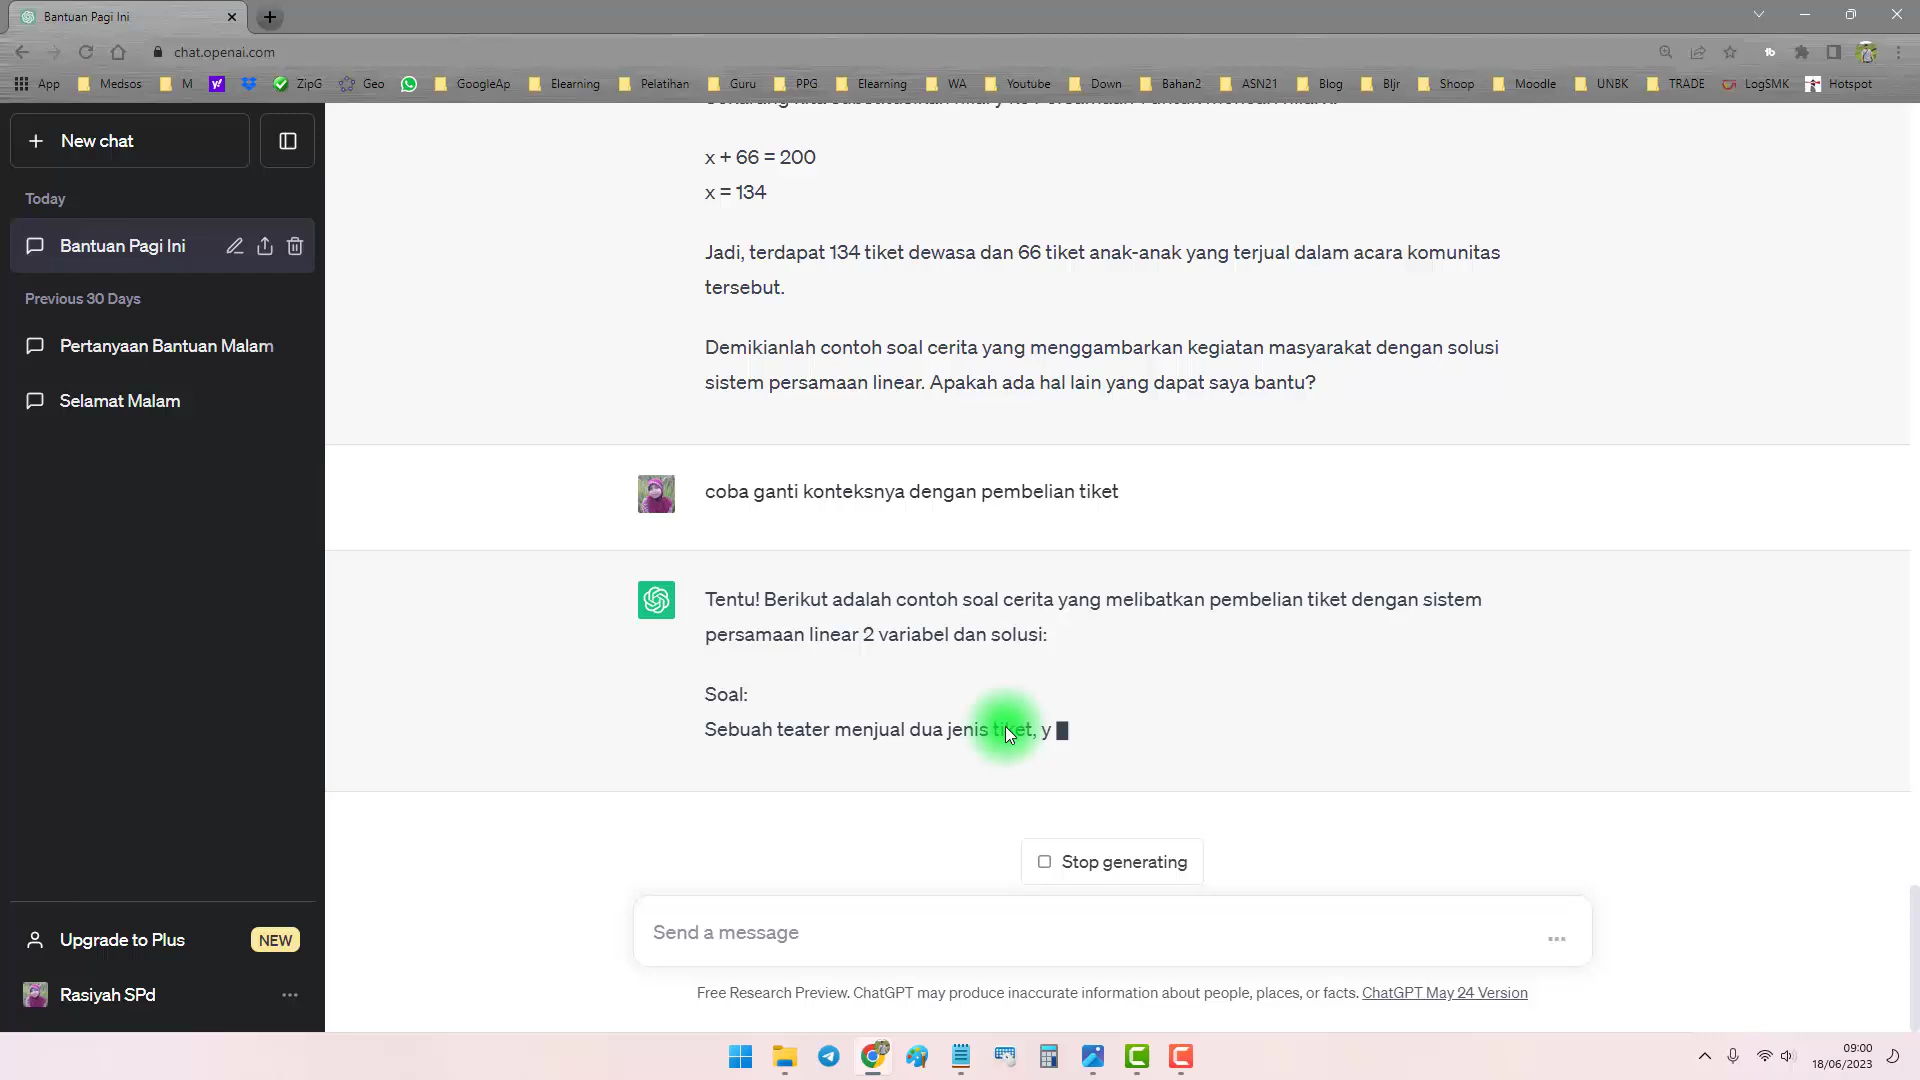 Bantuan Pagi Ini
chat.openai.com
App
Medsos
M
ZipG
Geo
GoogleAp
Elearning
Pelatihan
Guru
PPG
Elearning
WA
Youtube
Down
Bahan2
ASN21
Blog
Bljr
Shoop
Moodle
UNBK
TRADE
LogSMK
Hotspot
New chat
Today
Bantuan Pagi Ini
Previous 30 Days
Pertanyaan Bantuan Malam
Selamat Malam
Upgrade to Plus
NEW
Rasiyah SPd
x + 66 = 200
x = 134
Jadi, terdapat 134 tiket dewasa dan 66 tiket anak-anak yang terjual dalam acara komunitas
tersebut.
Demikianlah contoh soal cerita yang menggambarkan kegiatan masyarakat dengan solusi
sistem persamaan linear. Apakah ada hal lain yang dapat saya bantu?
coba ganti konteksnya dengan pembelian tiket
Tentu! Berikut adalah contoh soal cerita yang melibatkan pembelian tiket dengan sistem
persamaan linear 2 variabel dan solusi:
Soal:
Sebuah teater menjual dua jenis tiket, y
Stop generating
Send a message
Free Research Preview. ChatGPT may produce inaccurate information about people, places, or facts. ChatGPT May 24 Version
09:00
18/06/2023